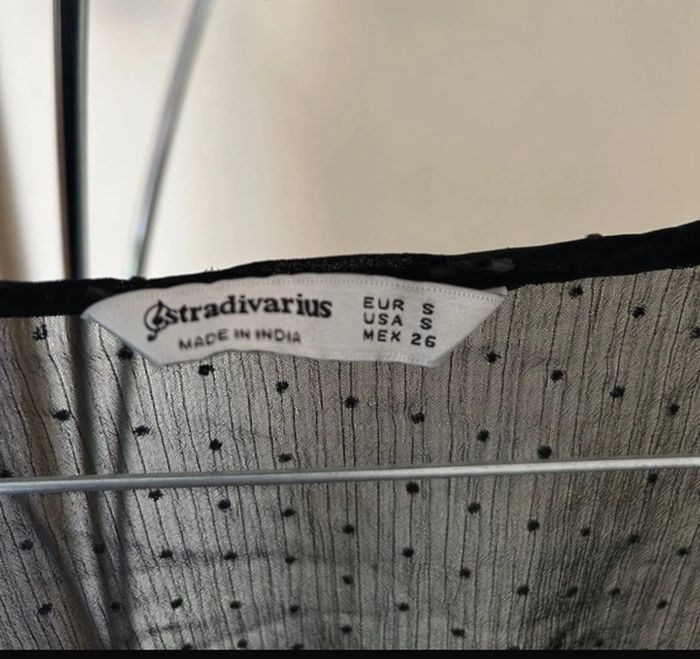 stradivarius
MADE IN INDIA
EUR S
USA S
MEX 26